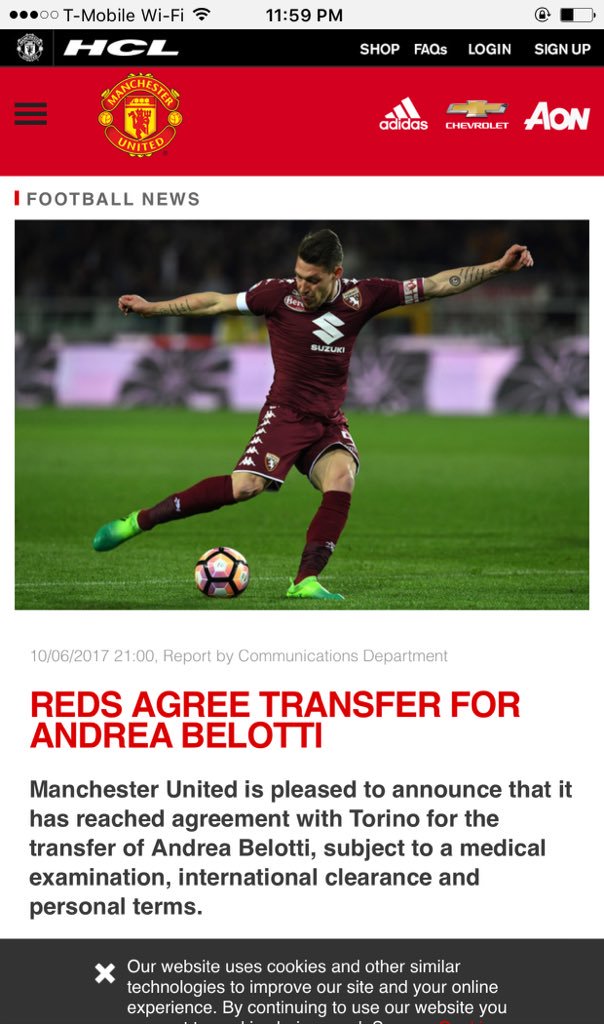 T-Mobile Wi-Fi 11:59 PM
HCL SHOP FAQs LOGIN SIGN UP
MANCHESTER UNITED
adidas CHEVROLET AON
FOOTBALL NEWS
SUZUKI
10/06/2017 21:00, Report by Communications Department
REDS AGREE TRANSFER FOR
ANDREA BELOTTI
Manchester United is pleased to announce that it
has reached agreement with Torino for the
transfer of Andrea Belotti, subject to a medical
examination, international clearance and
personal terms.
Our website uses cookies and other similar
technologies to improve our site and your online
experience. By continuing to use our website you